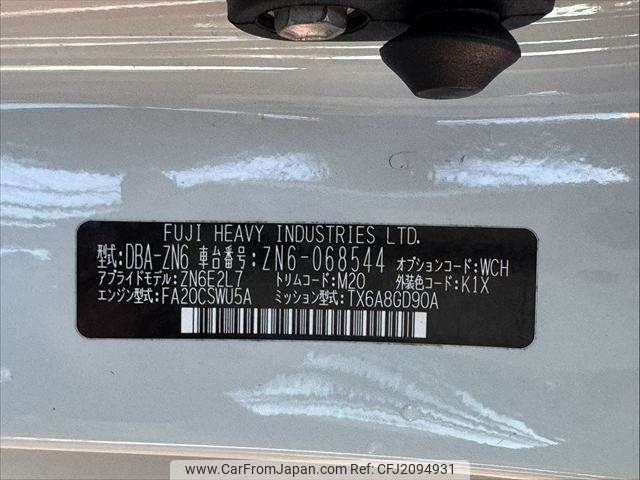 FUJI HEAVY INDUSTRIES LTD.
型式:DBA-ZN6 車台番号:ZN6-068544 オプションコード:WCH
アプライドモデル:ZN6E2L7 トリムコード:M20 外装色コード:K1X
エンジン型式:FA20CSWU5A ミッション型式:TX6A8GD90A
www.CarFromJapan.com | Ref No: CFJ2094931